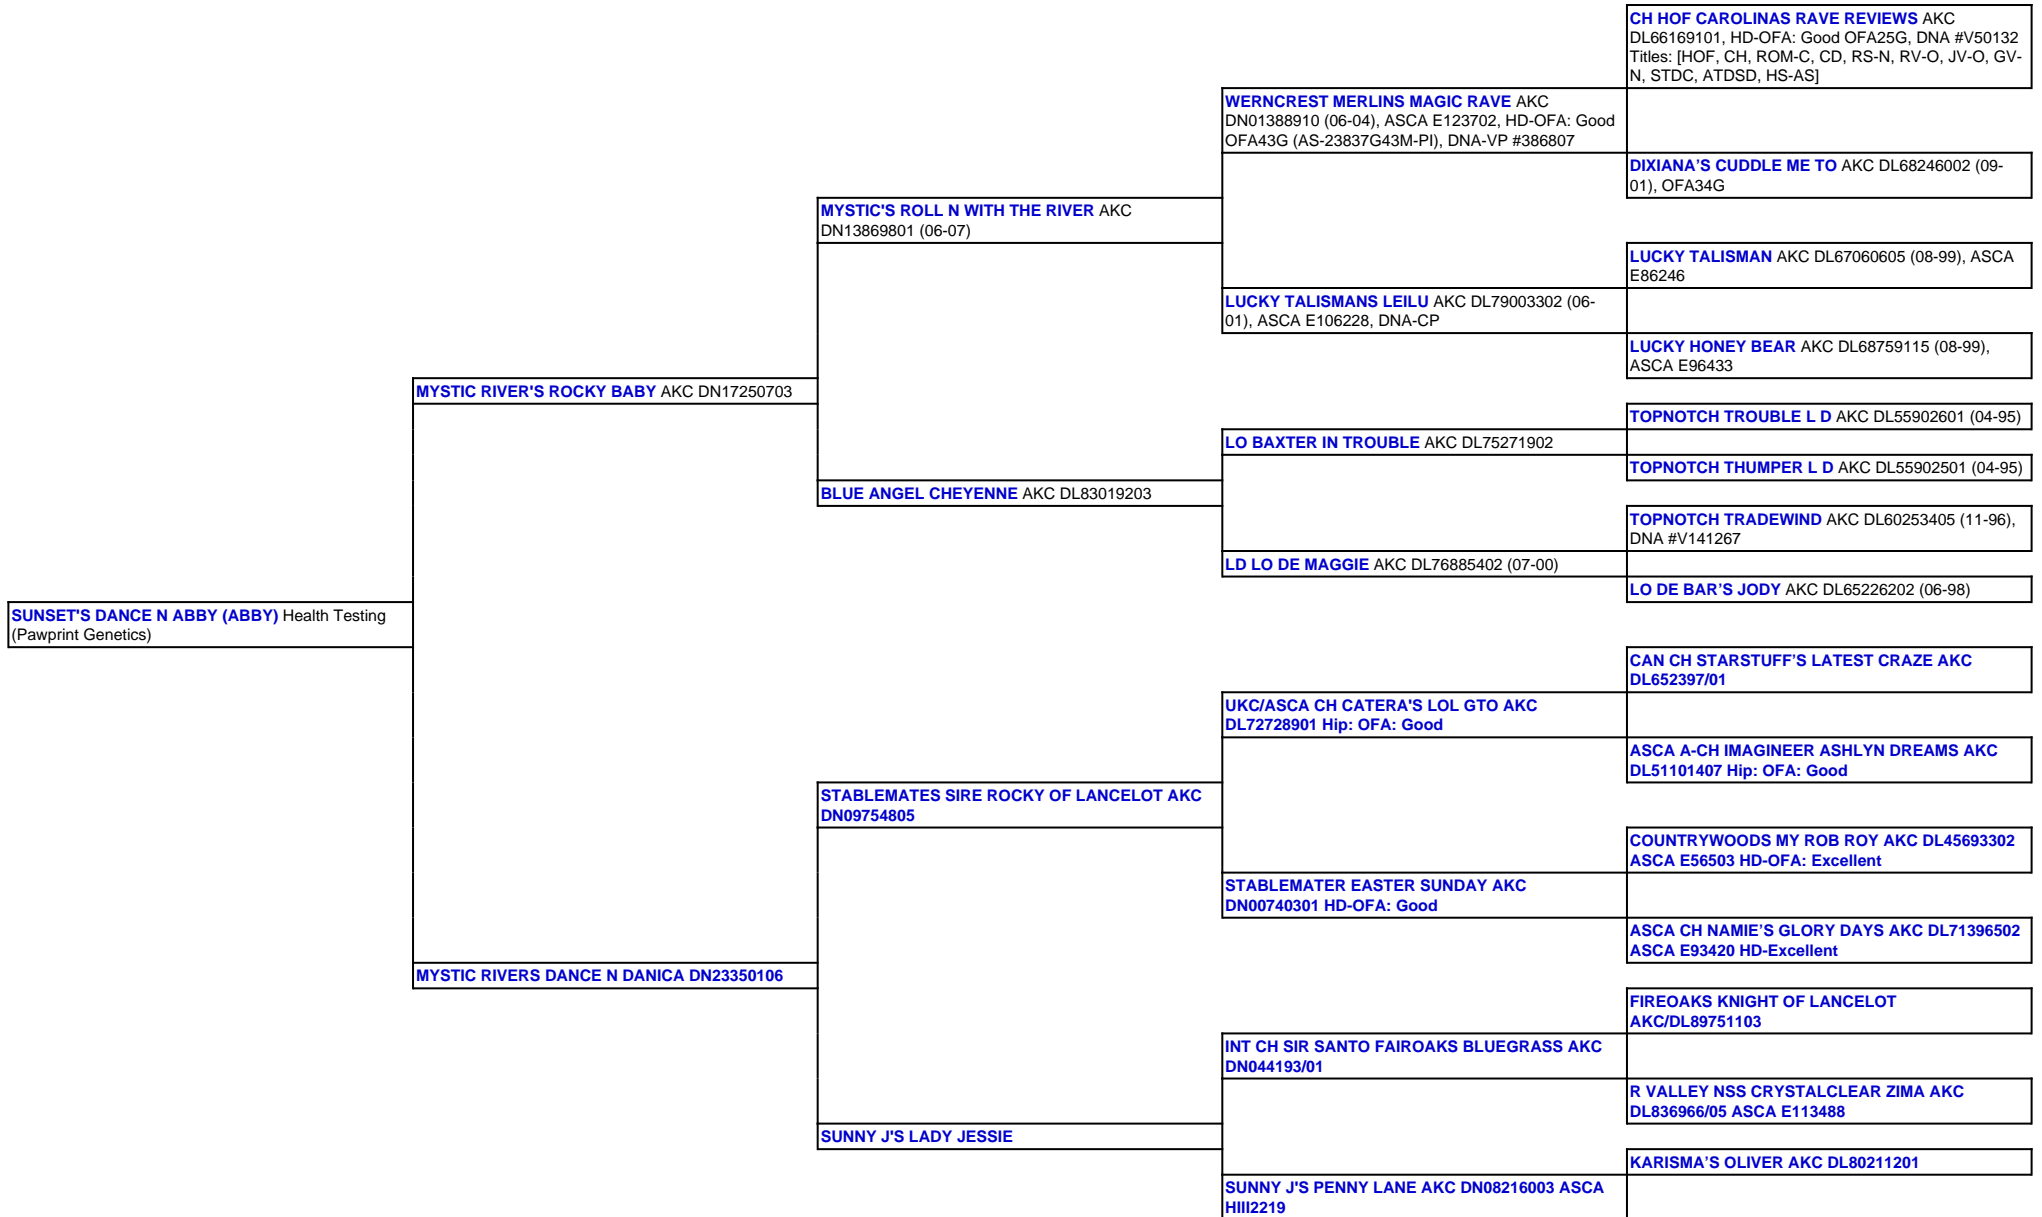 CH HOF CAROLINAS RAVE REVIEWS AKC
DL66169101, HD-OFA: Good OFA25G, DNA #V50132
Titles: [HOF, CH, ROM-C, CD, RS-N, RV-O, JV-O, GV-
N, STDC, ATDSD, HS-AS]
WERNCREST MERLINS MAGIC RAVE AKC
DN01388910 (06-04), ASCA E123702, HD-OFA: Good
OFA43G (AS-23837G43M-PI), DNA-VP #386807
DIXIANA’S CUDDLE ME TO AKC DL68246002 (09-
01), OFA34G
MYSTIC'S ROLL N WITH THE RIVER AKC
DN13869801 (06-07)
LUCKY TALISMAN AKC DL67060605 (08-99), ASCA
E86246
LUCKY TALISMANS LEILU AKC DL79003302 (06-
01), ASCA E106228, DNA-CP
LUCKY HONEY BEAR AKC DL68759115 (08-99),
ASCA E96433
MYSTIC RIVER'S ROCKY BABY AKC DN17250703
TOPNOTCH TROUBLE L D AKC DL55902601 (04-95)
LO BAXTER IN TROUBLE AKC DL75271902
TOPNOTCH THUMPER L D AKC DL55902501 (04-95)
BLUE ANGEL CHEYENNE AKC DL83019203
TOPNOTCH TRADEWIND AKC DL60253405 (11-96),
DNA #V141267
LD LO DE MAGGIE AKC DL76885402 (07-00)
LO DE BAR’S JODY AKC DL65226202 (06-98)
SUNSET'S DANCE N ABBY (ABBY) Health Testing
(Pawprint Genetics)
CAN CH STARSTUFF’S LATEST CRAZE AKC
DL652397/01
UKC/ASCA CH CATERA'S LOL GTO AKC
DL72728901 Hip: OFA: Good
ASCA A-CH IMAGINEER ASHLYN DREAMS AKC
DL51101407 Hip: OFA: Good
STABLEMATES SIRE ROCKY OF LANCELOT AKC
DN09754805
COUNTRYWOODS MY ROB ROY AKC DL45693302
ASCA E56503 HD-OFA: Excellent
STABLEMATER EASTER SUNDAY AKC
DN00740301 HD-OFA: Good
ASCA CH NAMIE’S GLORY DAYS AKC DL71396502
ASCA E93420 HD-Excellent
MYSTIC RIVERS DANCE N DANICA DN23350106
FIREOAKS KNIGHT OF LANCELOT
AKC/DL89751103
INT CH SIR SANTO FAIROAKS BLUEGRASS AKC
DN044193/01
R VALLEY NSS CRYSTALCLEAR ZIMA AKC
DL836966/05 ASCA E113488
SUNNY J'S LADY JESSIE
KARISMA’S OLIVER AKC DL80211201
SUNNY J'S PENNY LANE AKC DN08216003 ASCA
HIII2219